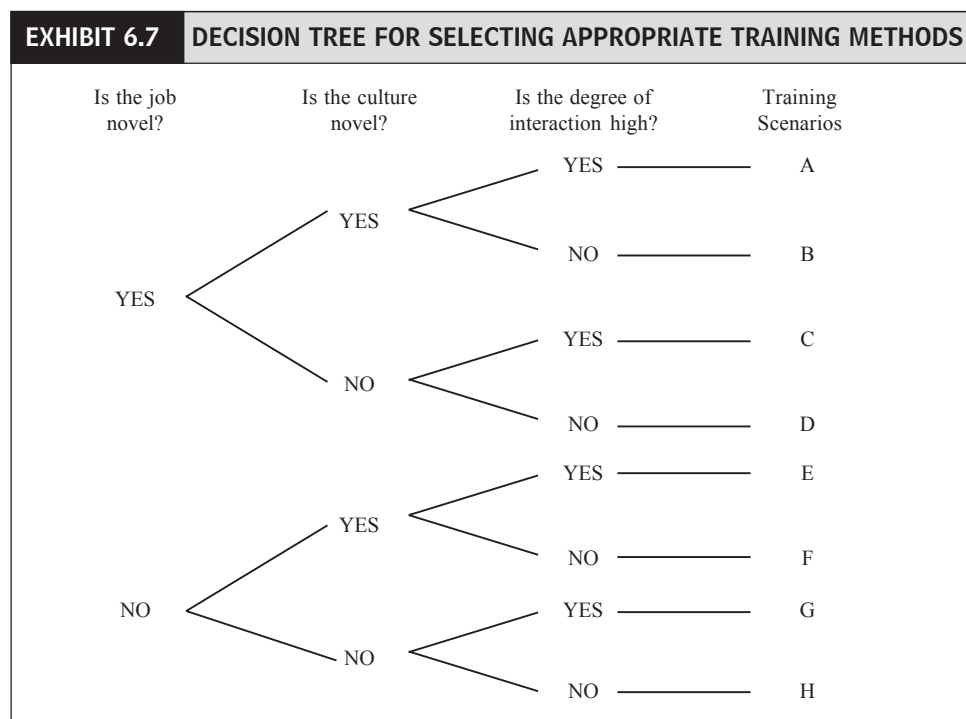 EXHIBIT 6.7 DECISION TREE FOR SELECTING APPROPRIATE TRAINING METHODS
Is the job
novel?
Is the culture
novel?
Is the degree of
interaction high?
Training
Scenarios
YES A
YES
NO B
YES
YES C
NO
NO D
YES E
YES
NO F
NO
YES G
NO
NO H